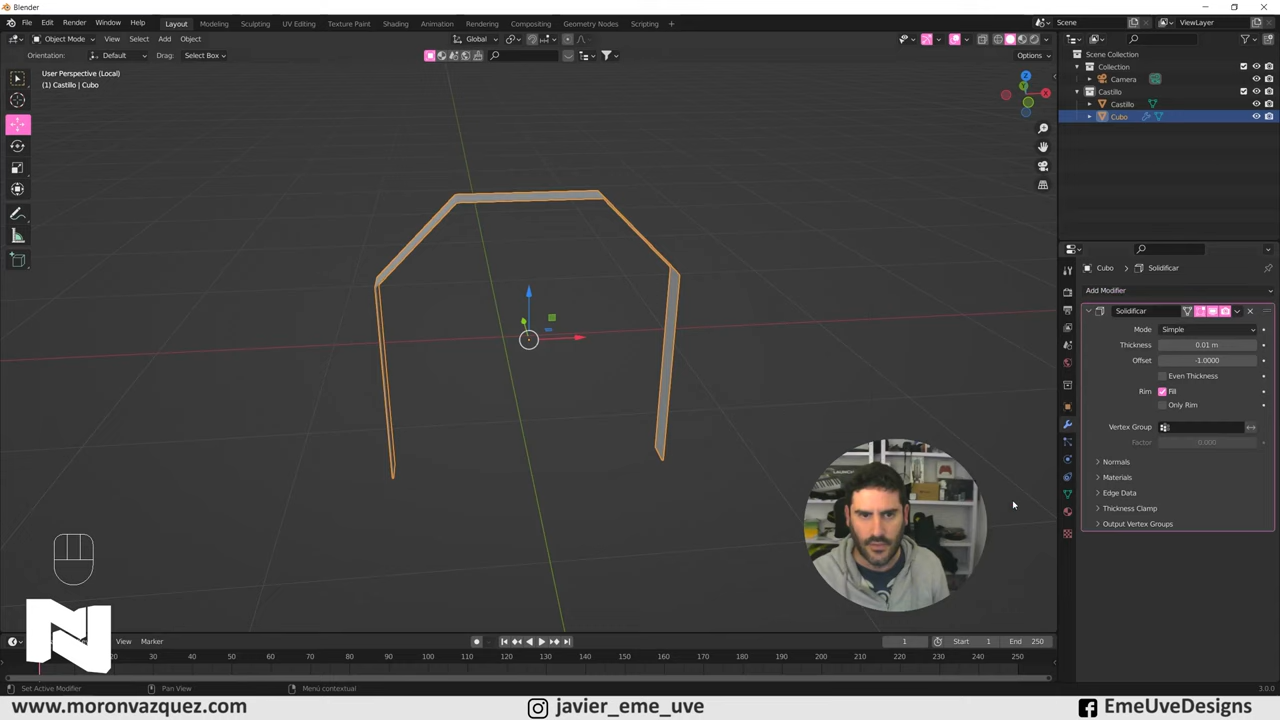 Blender
File Edit Render Window Help Layout Modeling Sculpting UV Editing Texture Paint Shading Animation Rendering Compositing Geometry Nodes Scripting + Scene ViewLayer
Object Mode View Select Add Object Global
Orientation: Default Drag: Select Box Options
User Perspective (Local)
(1) Castillo | Cubo
Scene Collection
Collection
Camera
Castillo
Castillo
Cubo
Cubo > Solidificar
Add Modifier
Solidificar
Mode Simple
Thickness 0.01 m
Offset -1.0000
Even Thickness
Rim Fill
Only Rim
Vertex Group
Factor 0.000
Normals
Materials
Edge Data
Thickness Clamp
Output Vertex Groups
View Marker 1 Start 1 End 250
20 30 40 50 60 70 80 90 100 110 120 130 140 150 160 170 180 190 200 210 220 230 240 250
Set Active Modifier Pan View Menú contextual 3.0.0
N
www.moronvazquez.com javier_eme_uve EmeUveDesigns